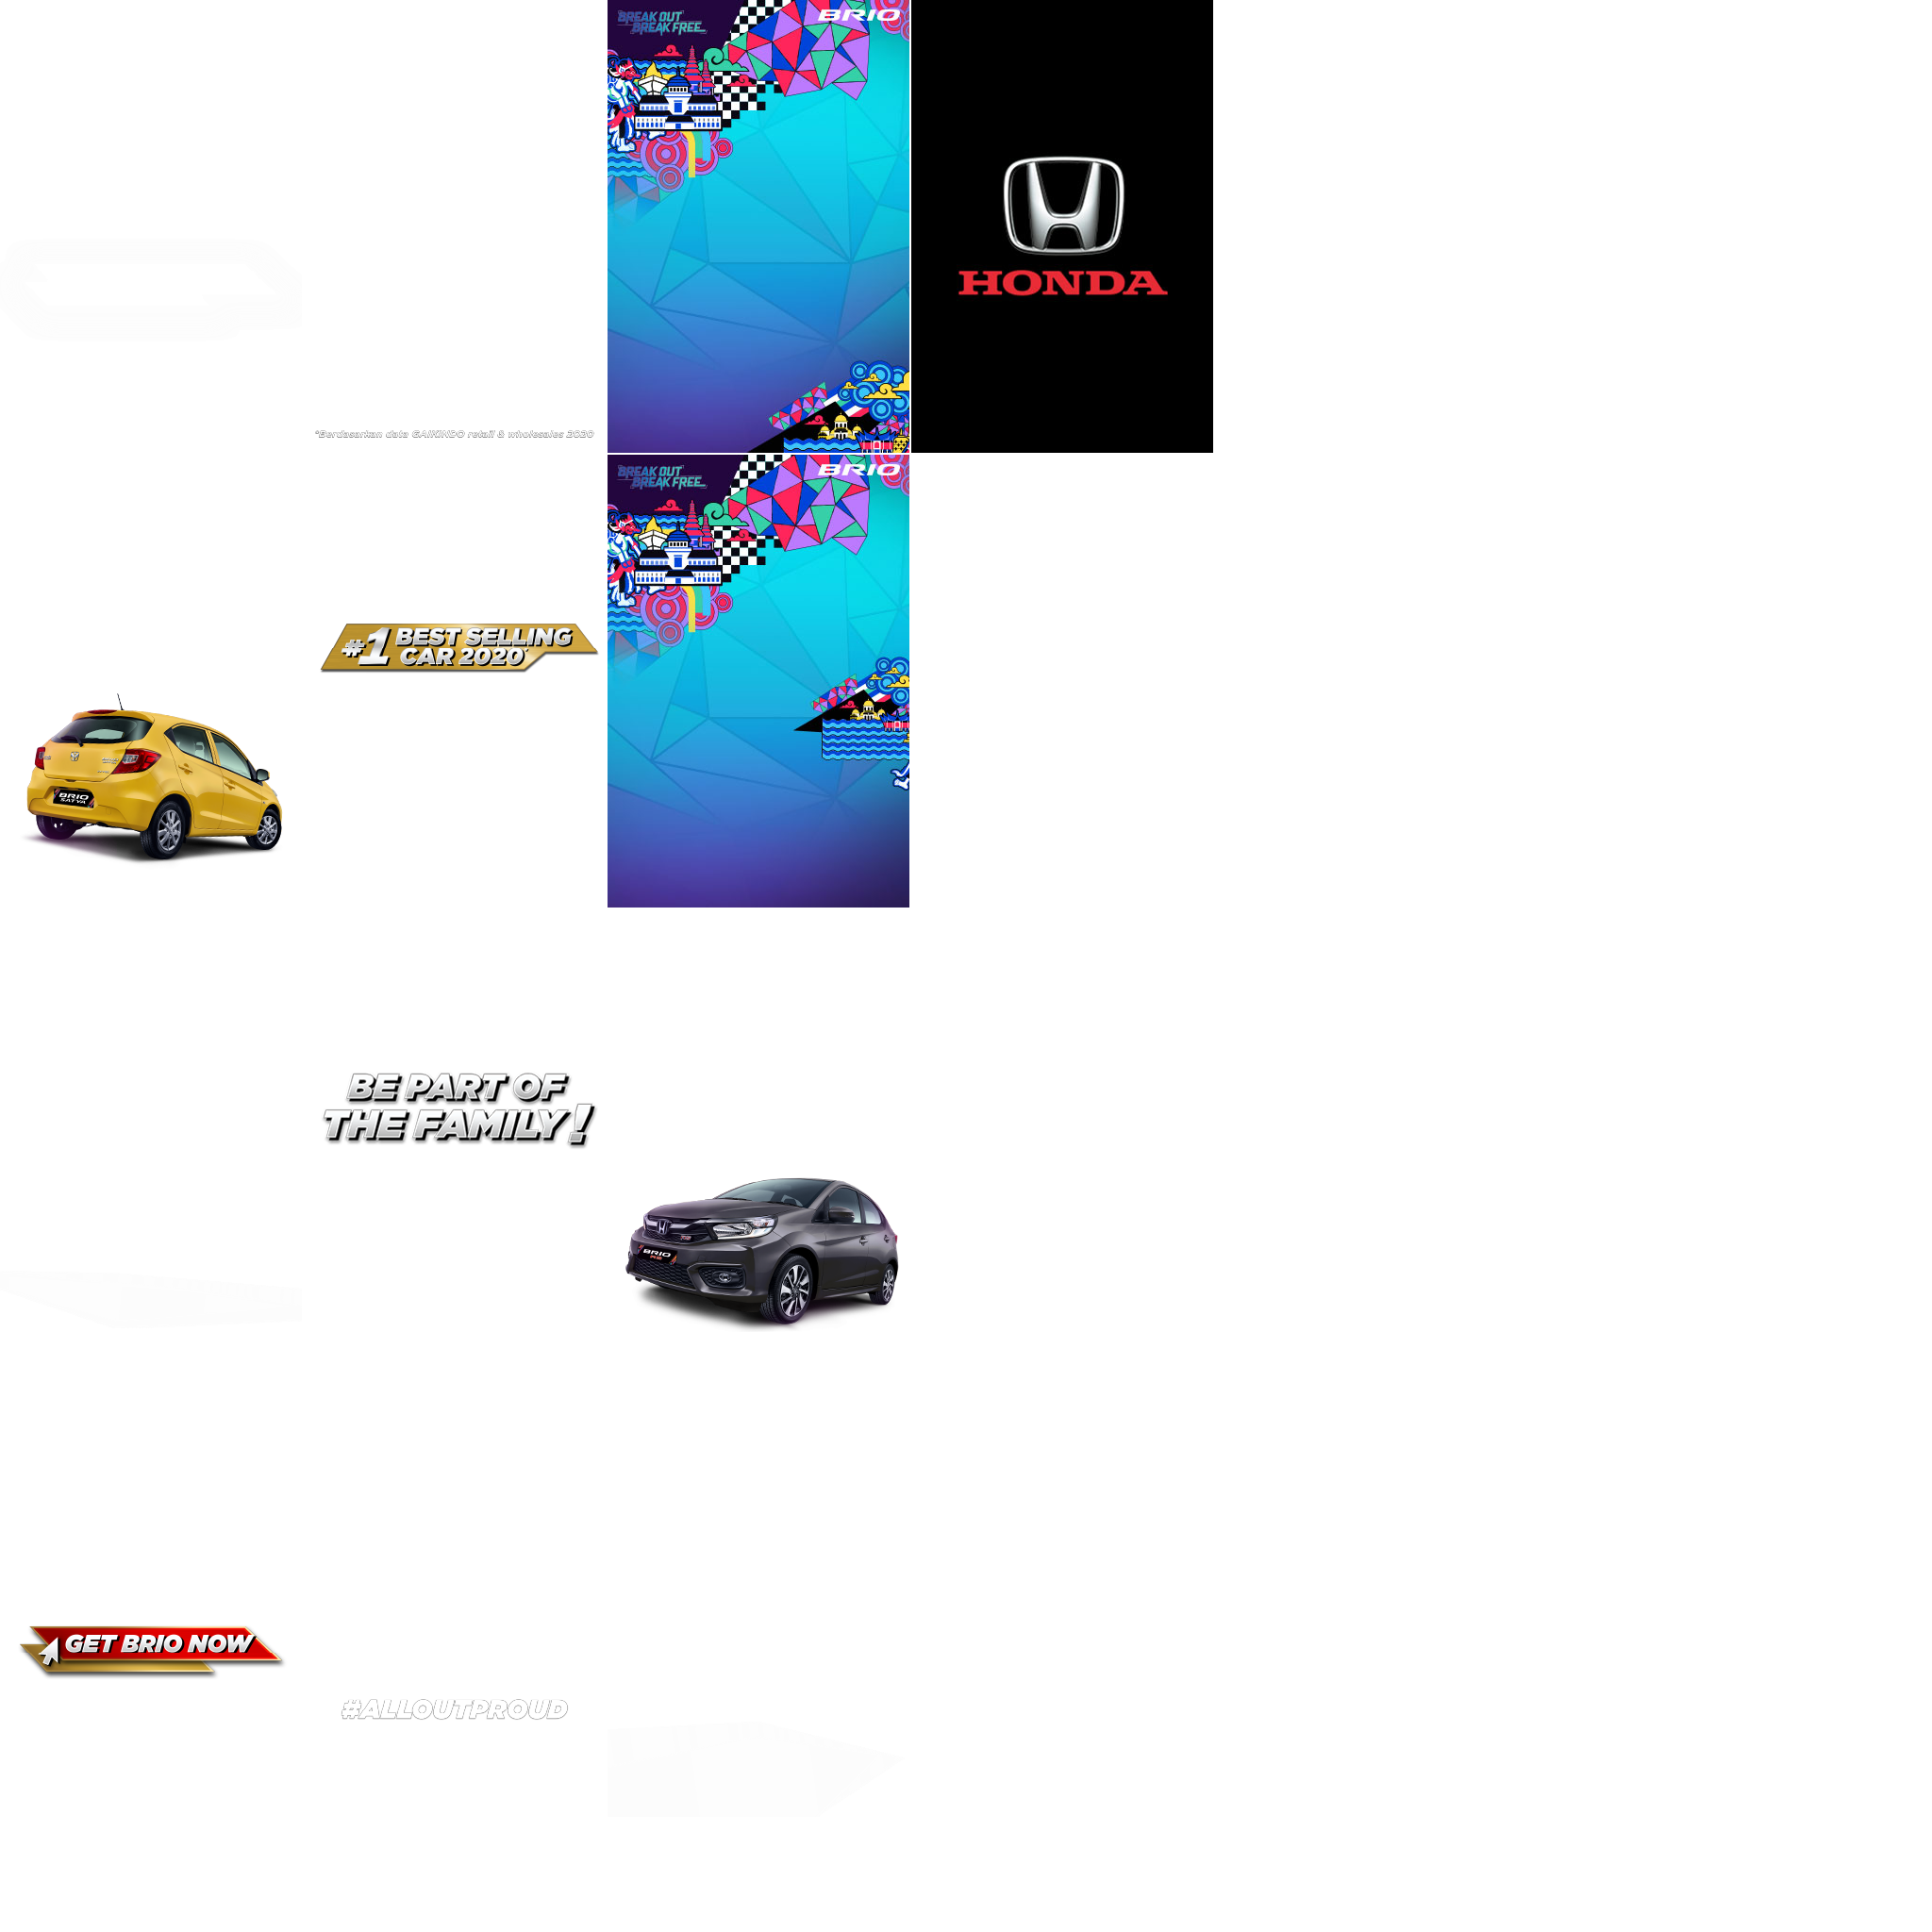 BREAK OUT
BREAK FREE
BRIO
HONDA
*Berdasarkan data GAIKINDO retail & wholesales 2020
BREAK OUT
BREAK FREE
BRIO
#1 BEST SELLING
CAR 2020*
BRIO
SATYA
BE PART OF
THE FAMILY!
BRIO
GET BRIO NOW
#ALLOUTPROUD